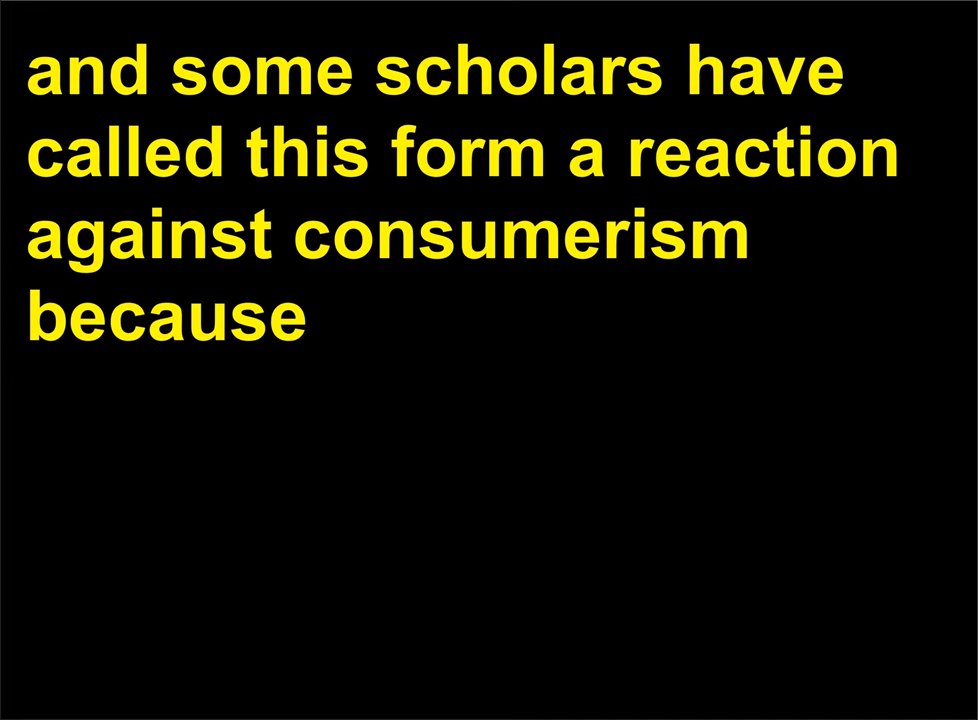 and some scholars have
called this form a reaction
against consumerism
because